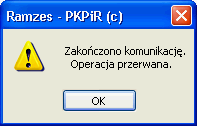 Ramzes - PKPiR (c)
Zakończono komunikację.
Operacja przerwana.
OK